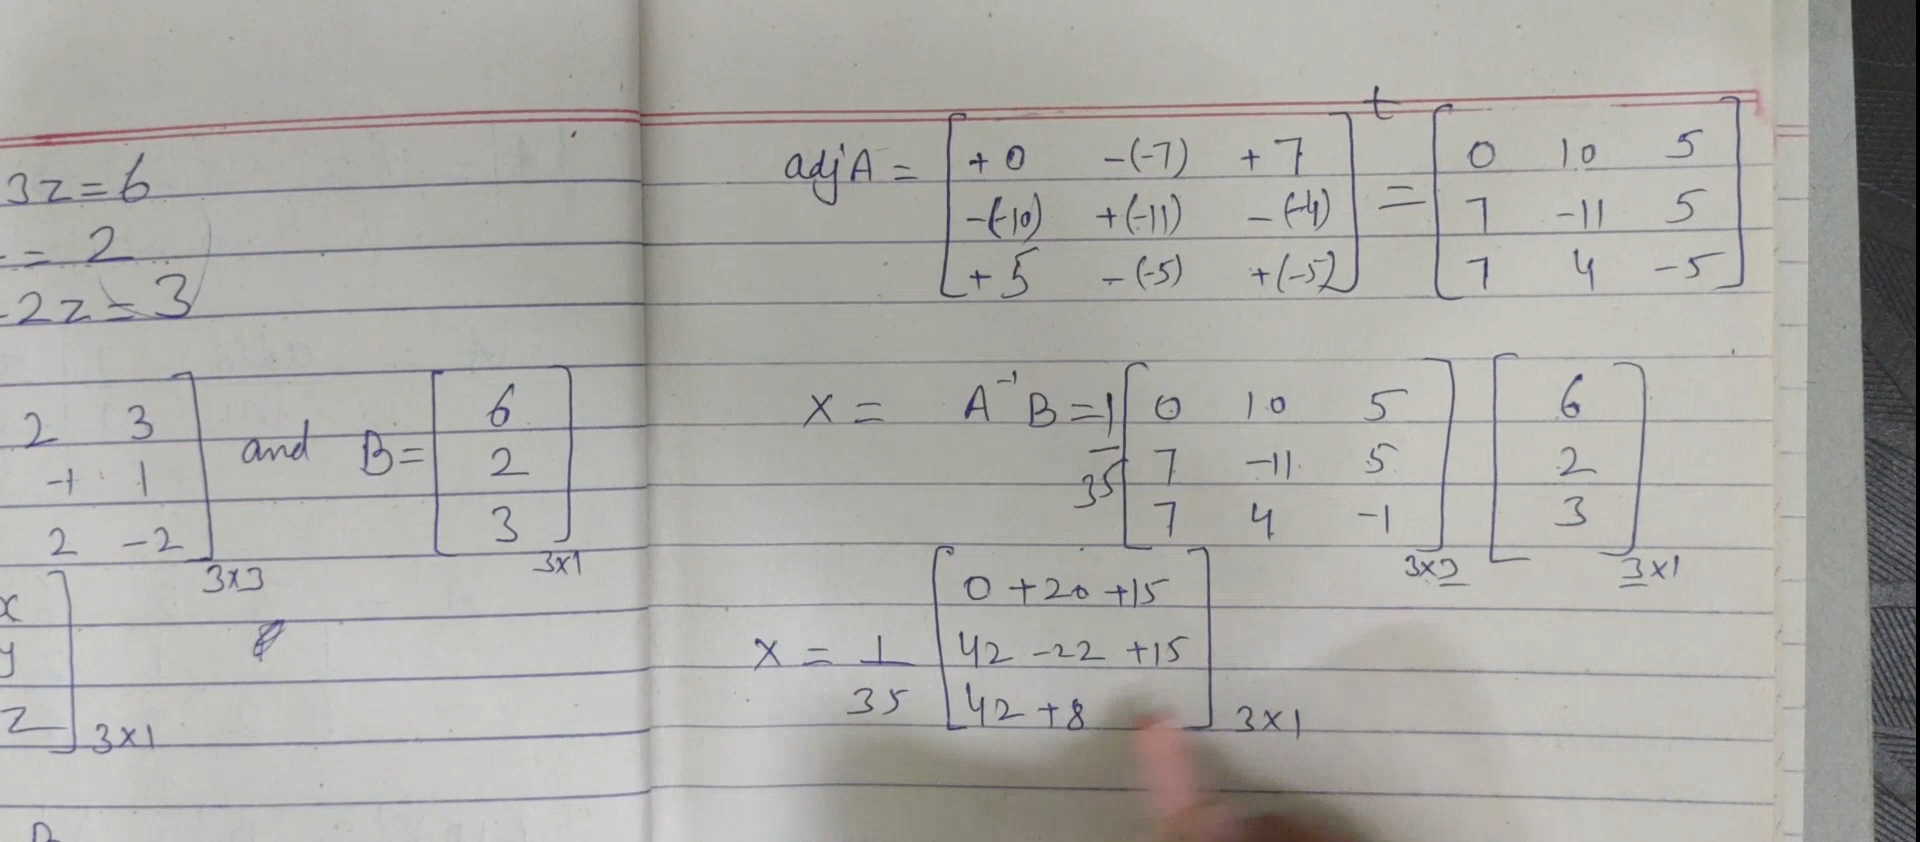 3z=6
= 2
-2z=3
2 3
-1 1
2 -2
3x3
and B=
6
2
3
3x1
x
y
z
3x1
adjA = +0 -(-7) +7 t = 0 10 5
-(-10) +(-11) -(-4) 7 -11 5
+5 -(-5) +(-5) 7 4 -5
X = A⁻¹ B = 1/35 0 10 5 6
7 -11 5 2
7 4 -1 3
3x3 3x1
X = 1/35 0 +20 +15
42 -22 +15
42 +8
3x1